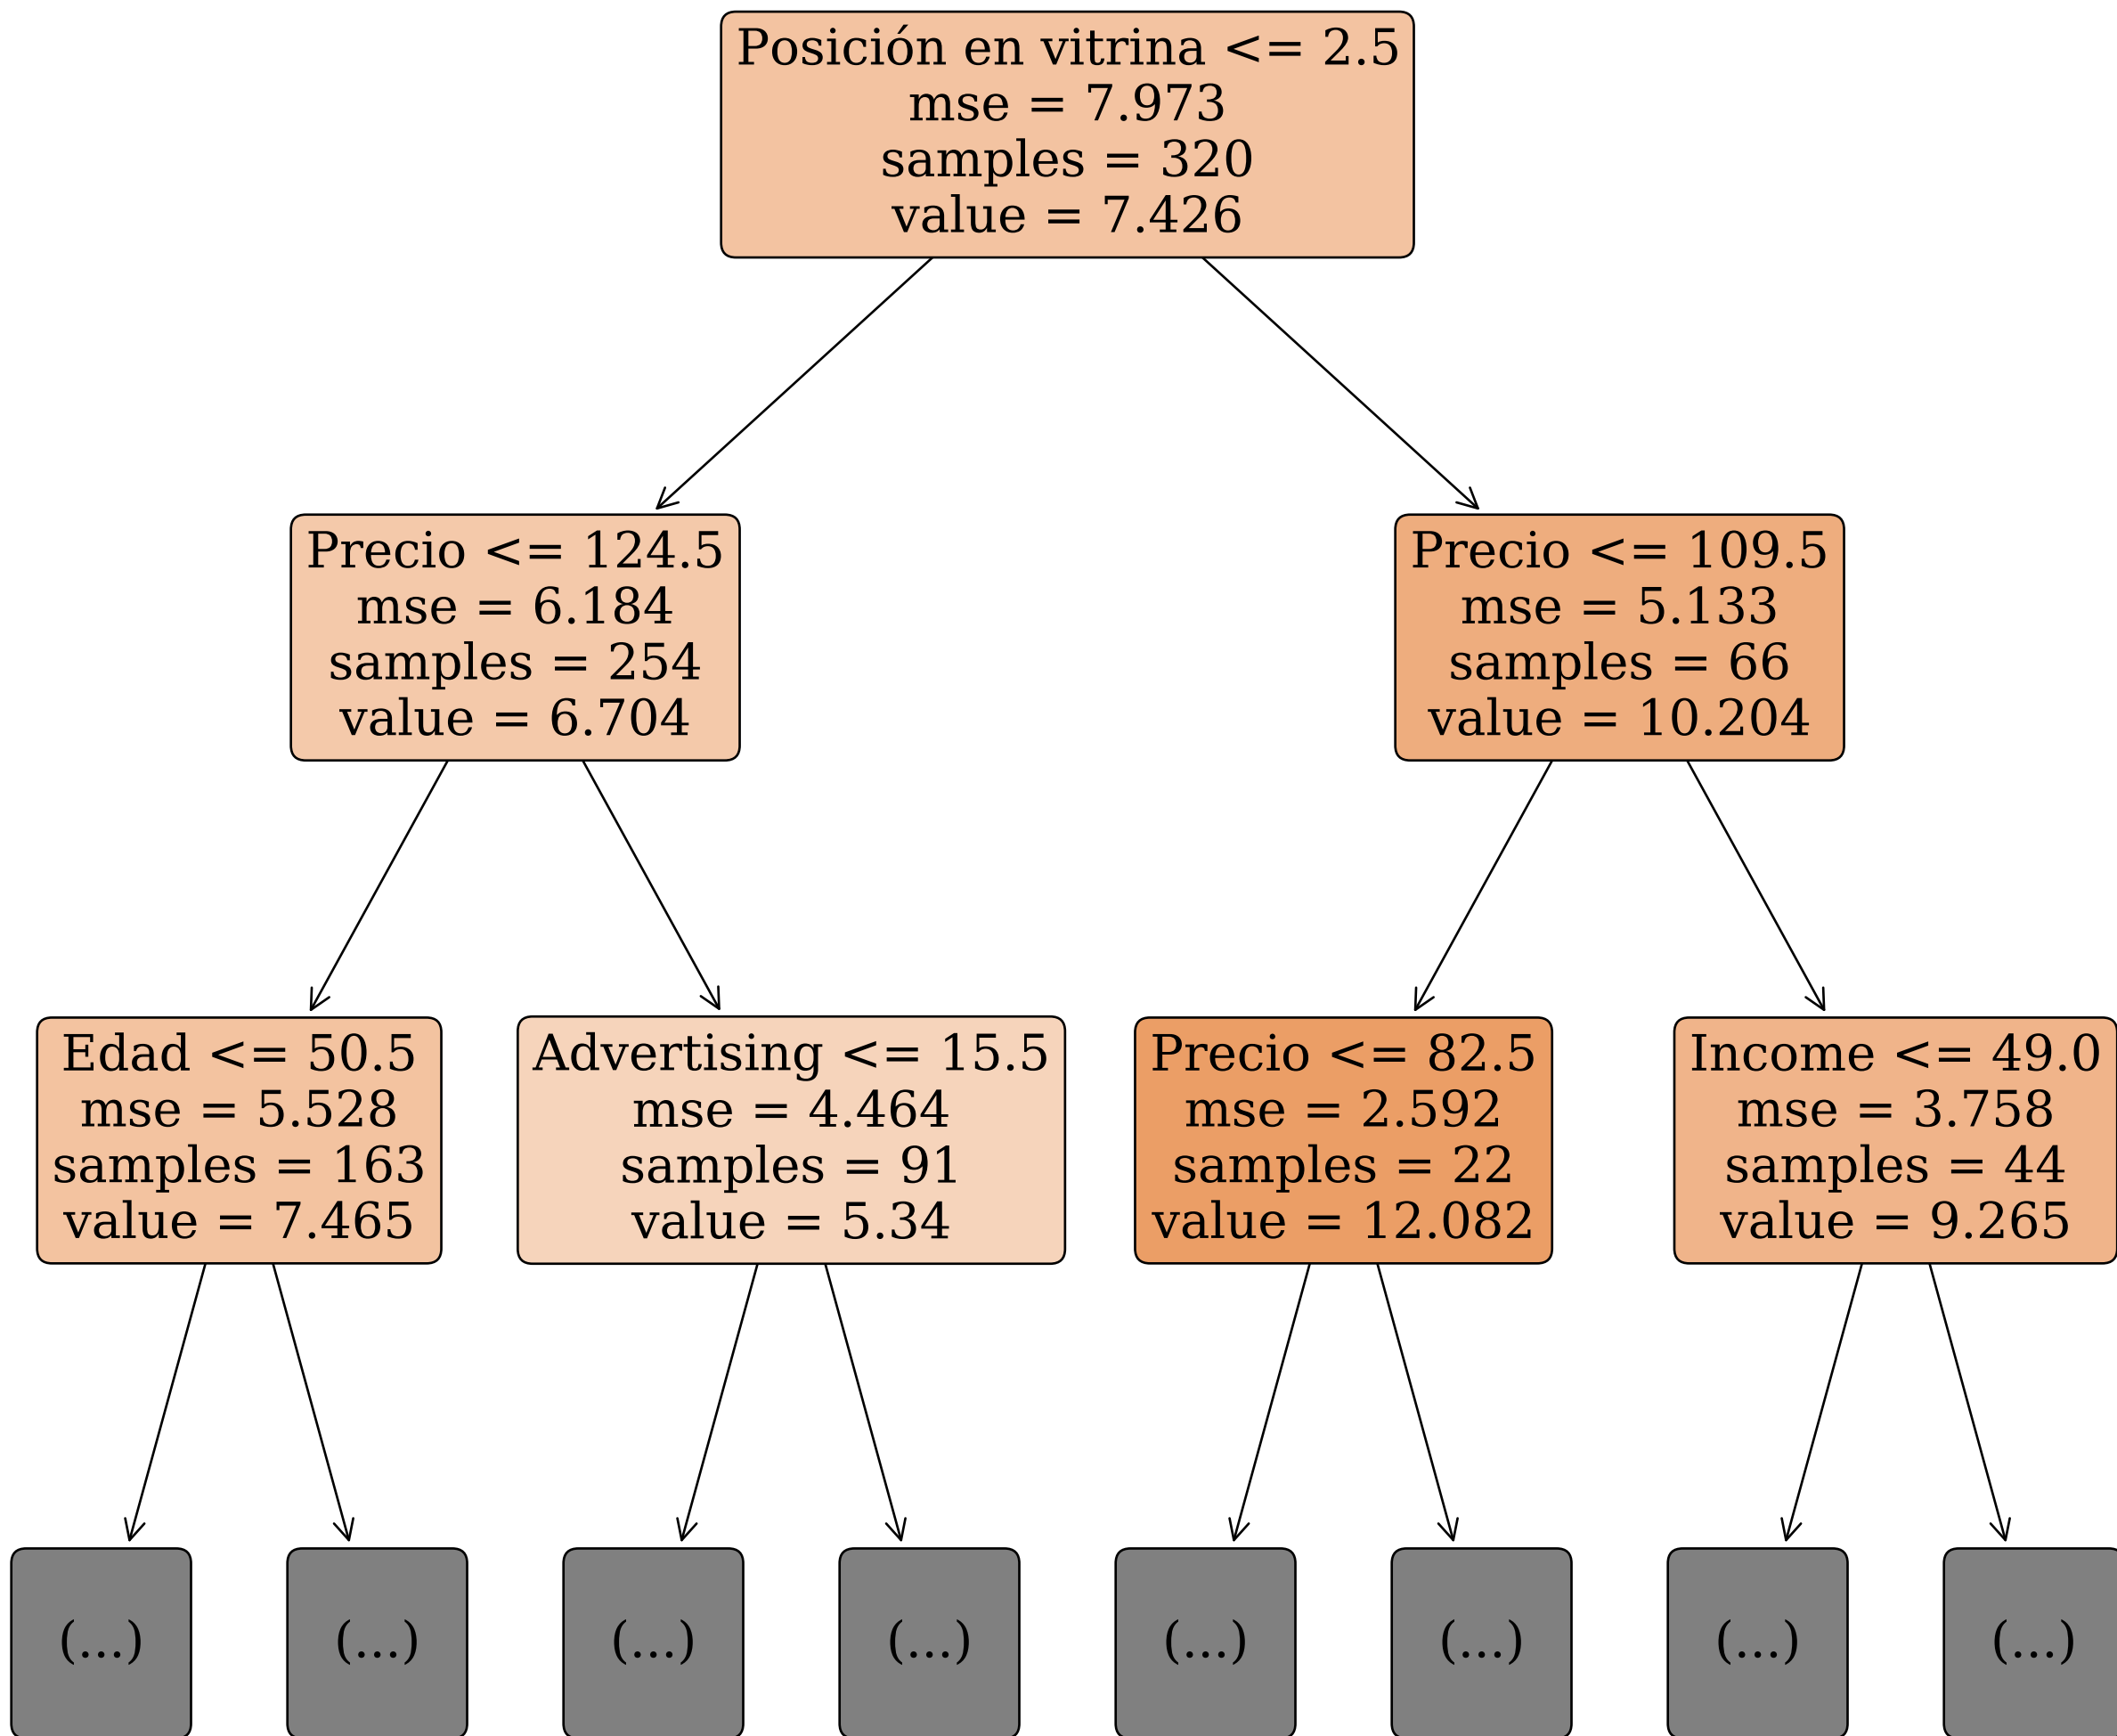 Posición en vitrina <= 2.5
mse = 7.973
samples = 320
value = 7.426
Precio <= 124.5
mse = 6.184
samples = 254
value = 6.704
Precio <= 109.5
mse = 5.133
samples = 66
value = 10.204
Edad <= 50.5
mse = 5.528
samples = 163
value = 7.465
Advertising <= 15.5
mse = 4.464
samples = 91
value = 5.34
Precio <= 82.5
mse = 2.592
samples = 22
value = 12.082
Income <= 49.0
mse = 3.758
samples = 44
value = 9.265
(...)
(...)
(...)
(...)
(...)
(...)
(...)
(...)